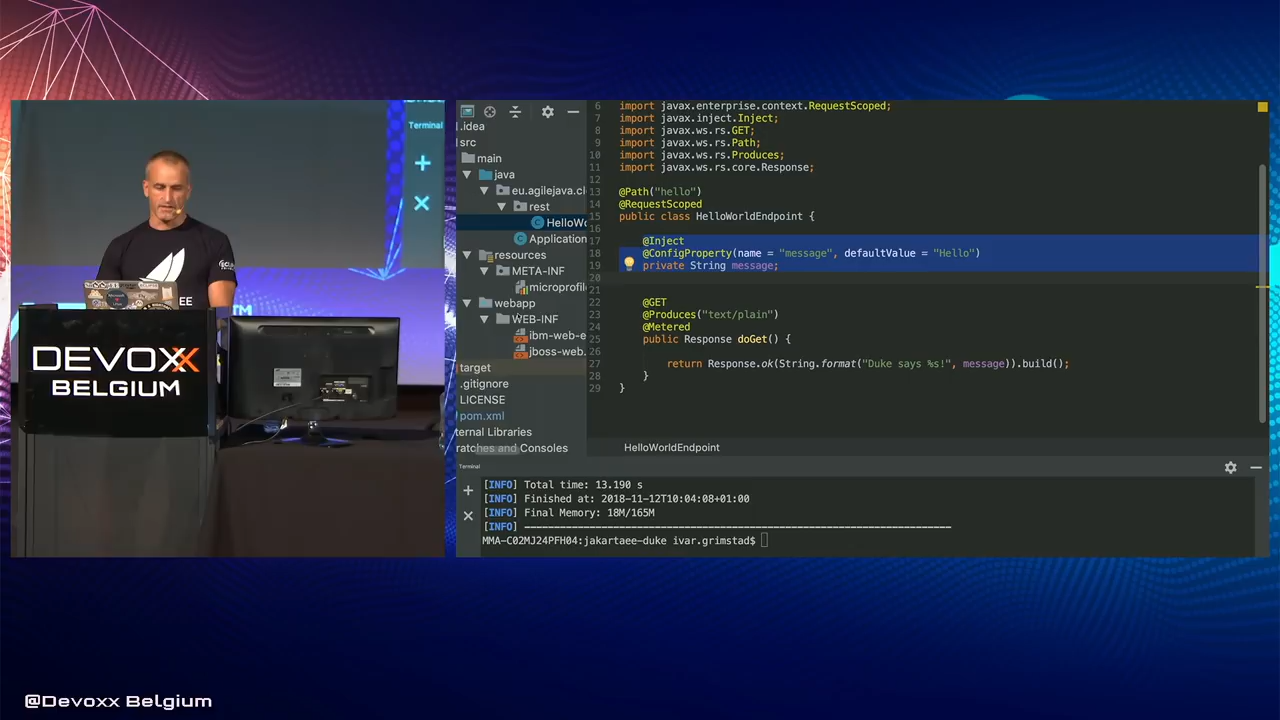 Terminal
EE
DEVOXX
BELGIUM
.idea
src
main
java
eu.agilejava.cl
rest
HelloWo
Application
resources
META-INF
microprofile
webapp
WEB-INF
ibm-web-e
jboss-web.
target
.gitignore
LICENSE
pom.xml
ternal Libraries
ratches and Consoles
6 import javax.enterprise.context.RequestScoped;
7 import javax.inject.Inject;
8 import javax.ws.rs.GET;
9 import javax.ws.rs.Path;
10 import javax.ws.rs.Produces;
11 import javax.ws.rs.core.Response;
12
13 @Path("hello")
14 @RequestScoped
15 public class HelloWorldEndpoint {
16
17 @Inject
18 @ConfigProperty(name = "message", defaultValue = "Hello")
19 private String message;
20
21
22 @GET
23 @Produces("text/plain")
24 @Metered
25 public Response doGet() {
26
27 return Response.ok(String.format("Duke says %s!", message)).build();
28 }
29 }
HelloWorldEndpoint
Terminal
[INFO] Total time: 13.190 s
[INFO] Finished at: 2018-11-12T10:04:08+01:00
[INFO] Final Memory: 18M/165M
[INFO] ------------------------------------------------------------------------
MMA-C02MJ24PFH04:jakartaee-duke ivar.grimstad$
@Devoxx Belgium